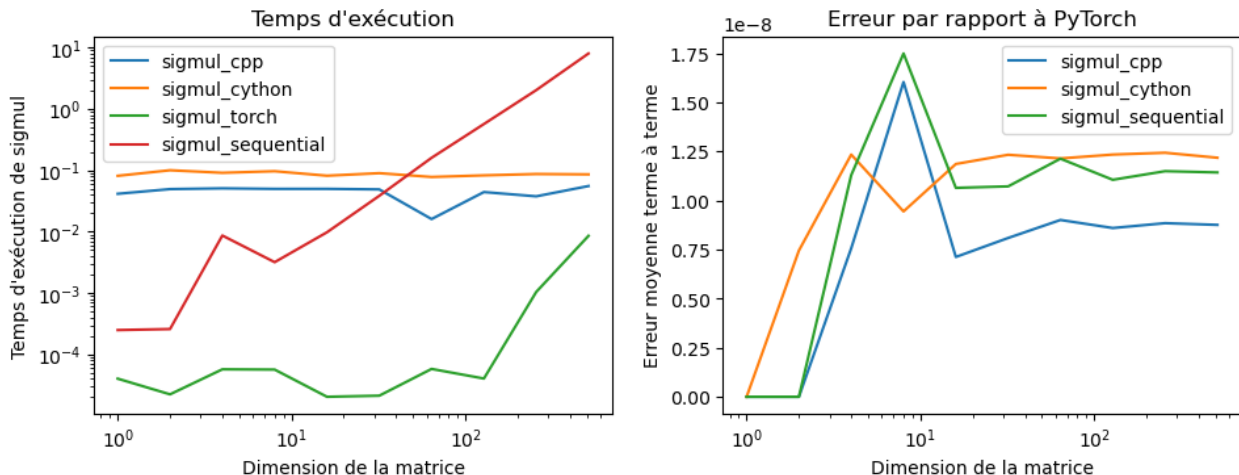 Temps d'exécution
Temps d'exécution de sigmul
10¹
10⁰
10⁻¹
10⁻²
10⁻³
10⁻⁴
sigmul_cpp
sigmul_cython
sigmul_torch
sigmul_sequential
10⁰
10¹
10²
Dimension de la matrice
Erreur par rapport à PyTorch
1e−8
Erreur moyenne terme à terme
1.75
1.50
1.25
1.00
0.75
0.50
0.25
0.00
sigmul_cpp
sigmul_cython
sigmul_sequential
10⁰
10¹
10²
Dimension de la matrice